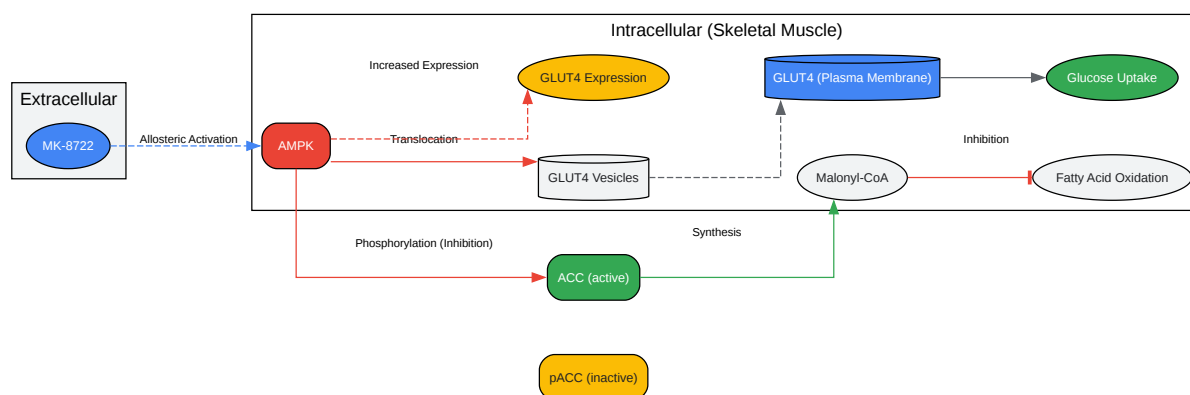 Intracellular (Skeletal Muscle)
Increased Expression
GLUT4 Expression
GLUT4 (Plasma Membrane)
Glucose Uptake
Extracellular
MK-8722
Allosteric Activation
AMPK
Translocation
Inhibition
GLUT4 Vesicles
Malonyl-CoA
Fatty Acid Oxidation
Phosphorylation (Inhibition)
Synthesis
ACC (active)
pACC (inactive)